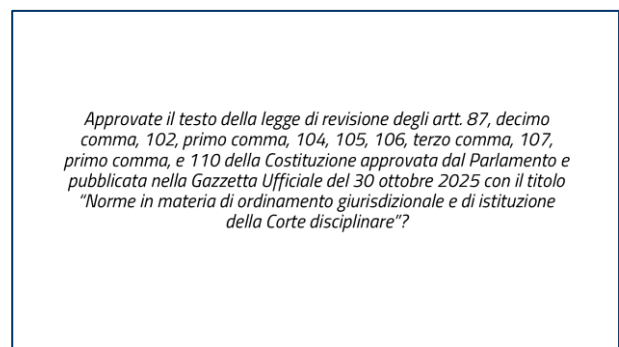 Approvate il testo della legge di revisione degli artt. 87, decimo
comma, 102, primo comma, 104, 105, 106, terzo comma, 107,
primo comma, e 110 della Costituzione approvata dal Parlamento e
pubblicata nella Gazzetta Ufficiale del 30 ottobre 2025 con il titolo
“Norme in materia di ordinamento giurisdizionale e di istituzione
della Corte disciplinare”?